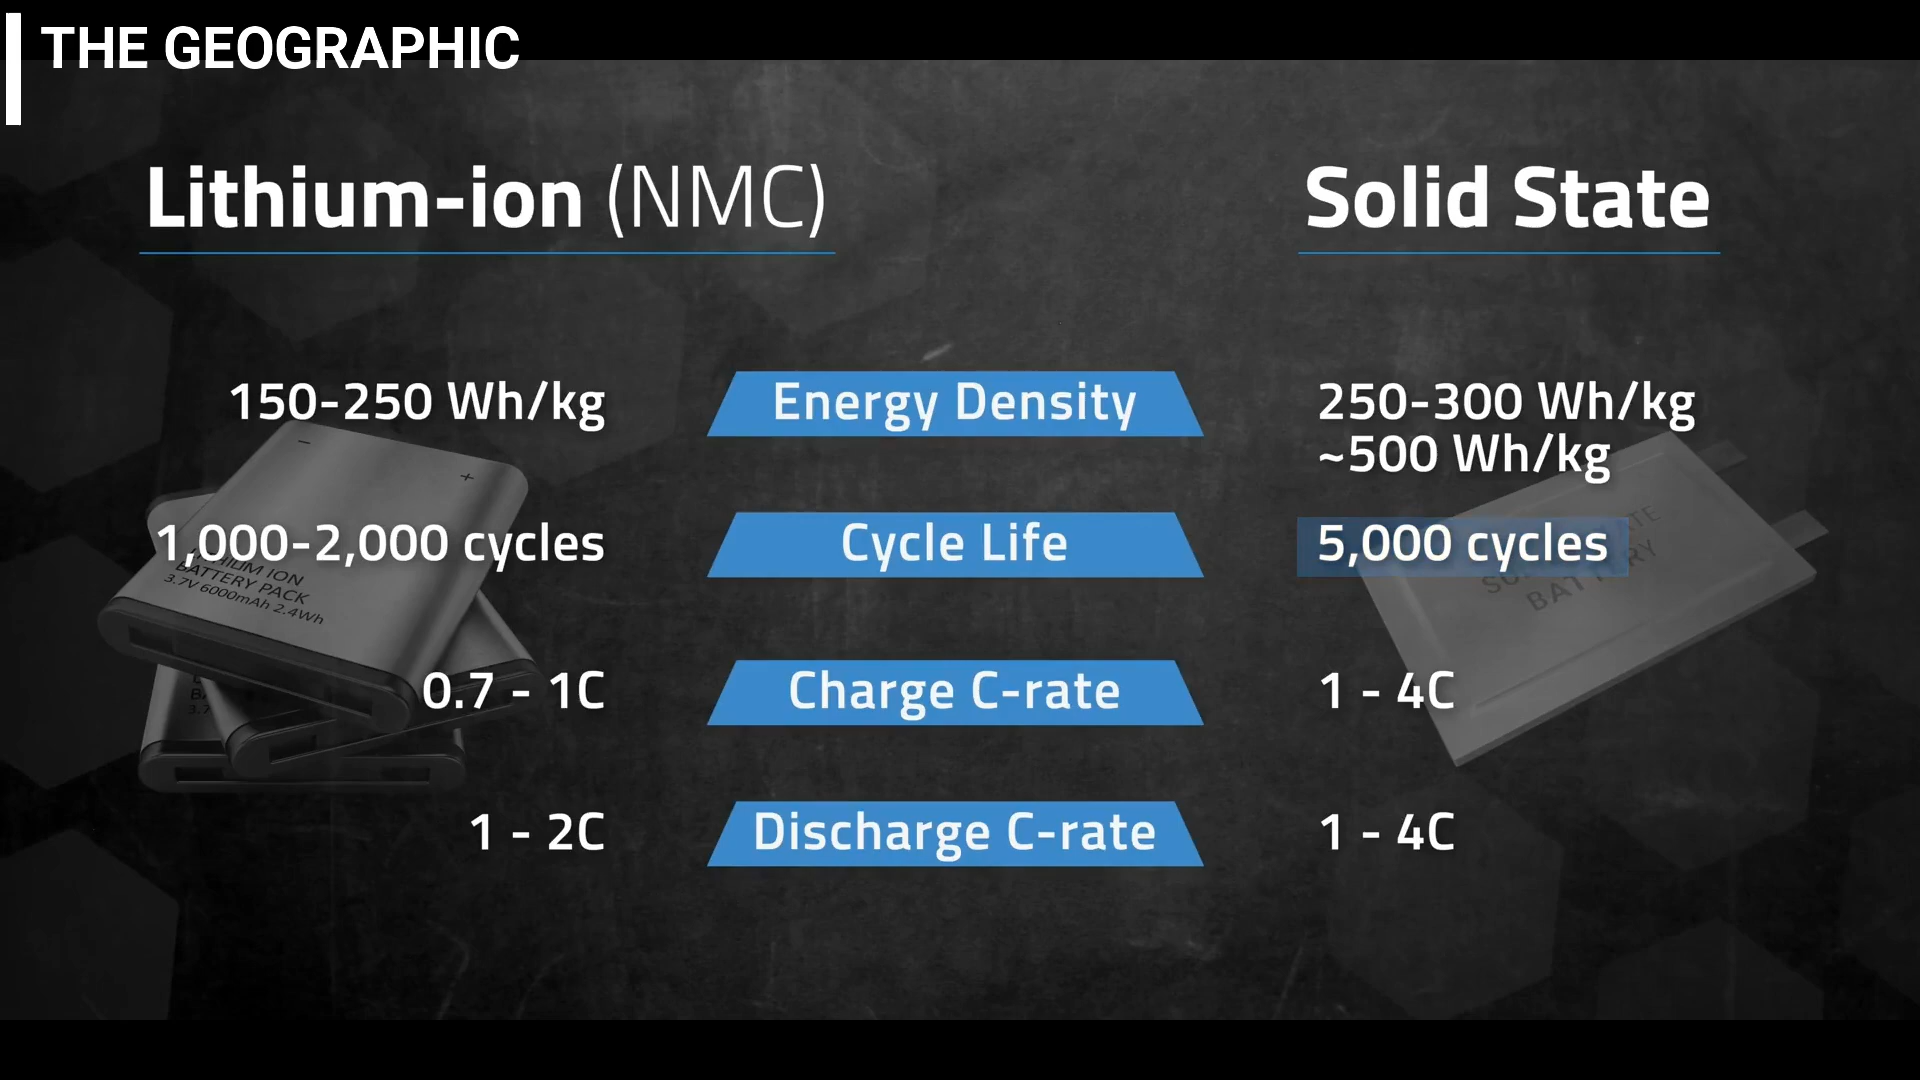 THE GEOGRAPHIC
Lithium-ion (NMC)
Solid State
150-250 Wh/kg
Energy Density
250-300 Wh/kg
~500 Wh/kg
1,000-2,000 cycles
Cycle Life
5,000 cycles
0.7 - 1C
Charge C-rate
1 - 4C
1 - 2C
Discharge C-rate
1 - 4C
ION
BATTERY PACK
3.7V 6000mAh 2.4Wh
- +
BATTERY